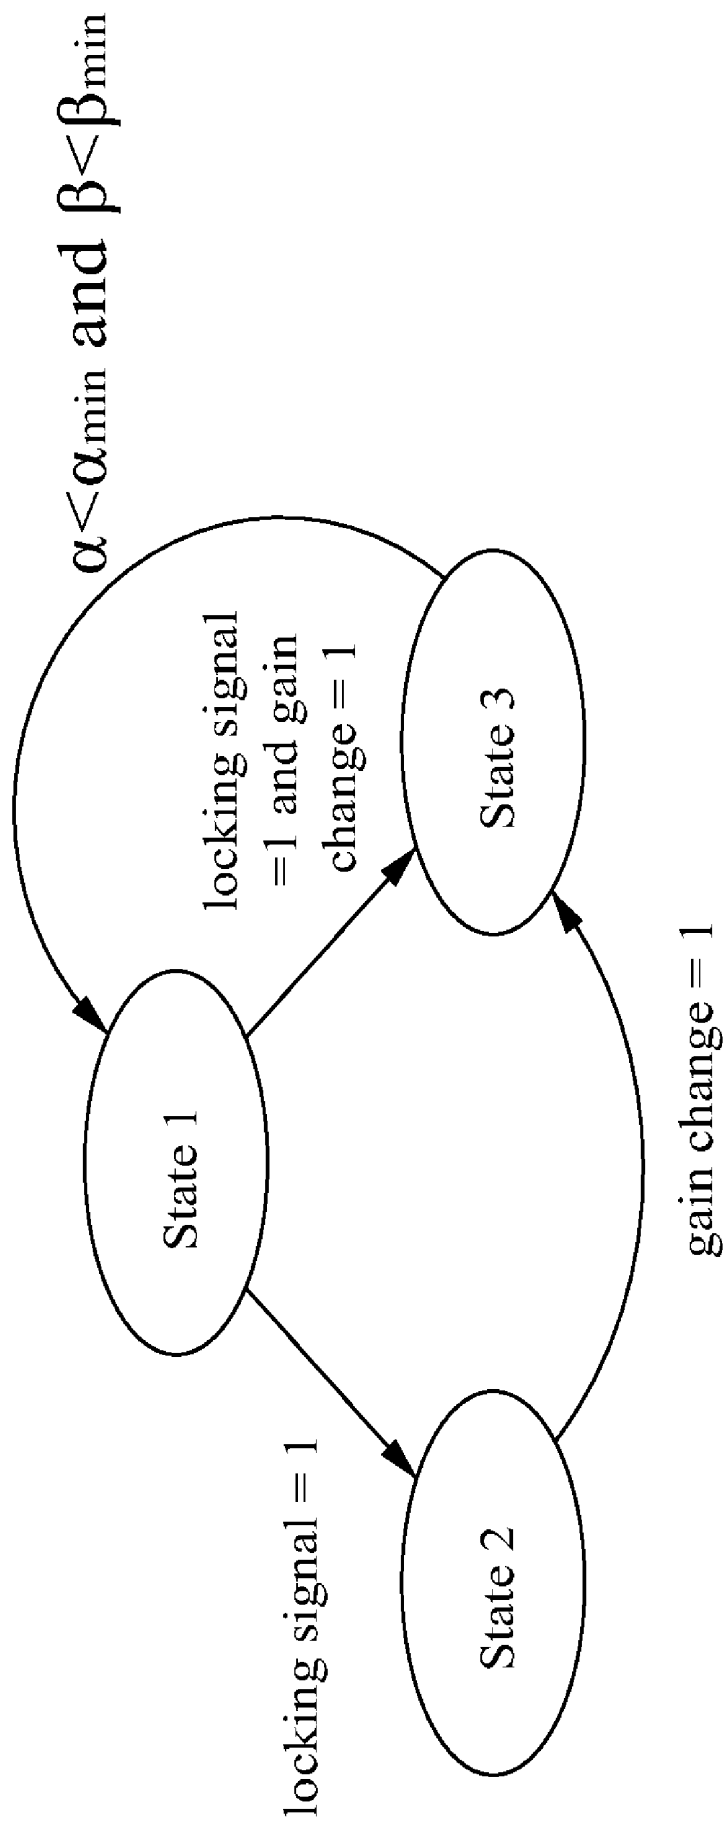 α<αmin and β<βmin
State 1
locking signal
=1 and gain
change = 1
locking signal = 1
State 2
State 3
gain change = 1